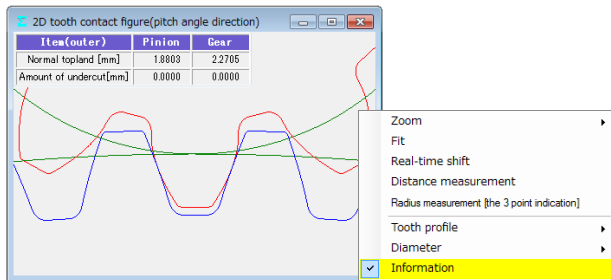 2D tooth contact figure(pitch angle direction)
Item(outer) Pinion Gear
Normal topland [mm] 1.8803 2.2705
Amount of undercut[mm] 0.0000 0.0000
Zoom
Fit
Real-time shift
Distance measurement
Radius measurement [the 3 point indication]
Tooth profile
Diameter
Information